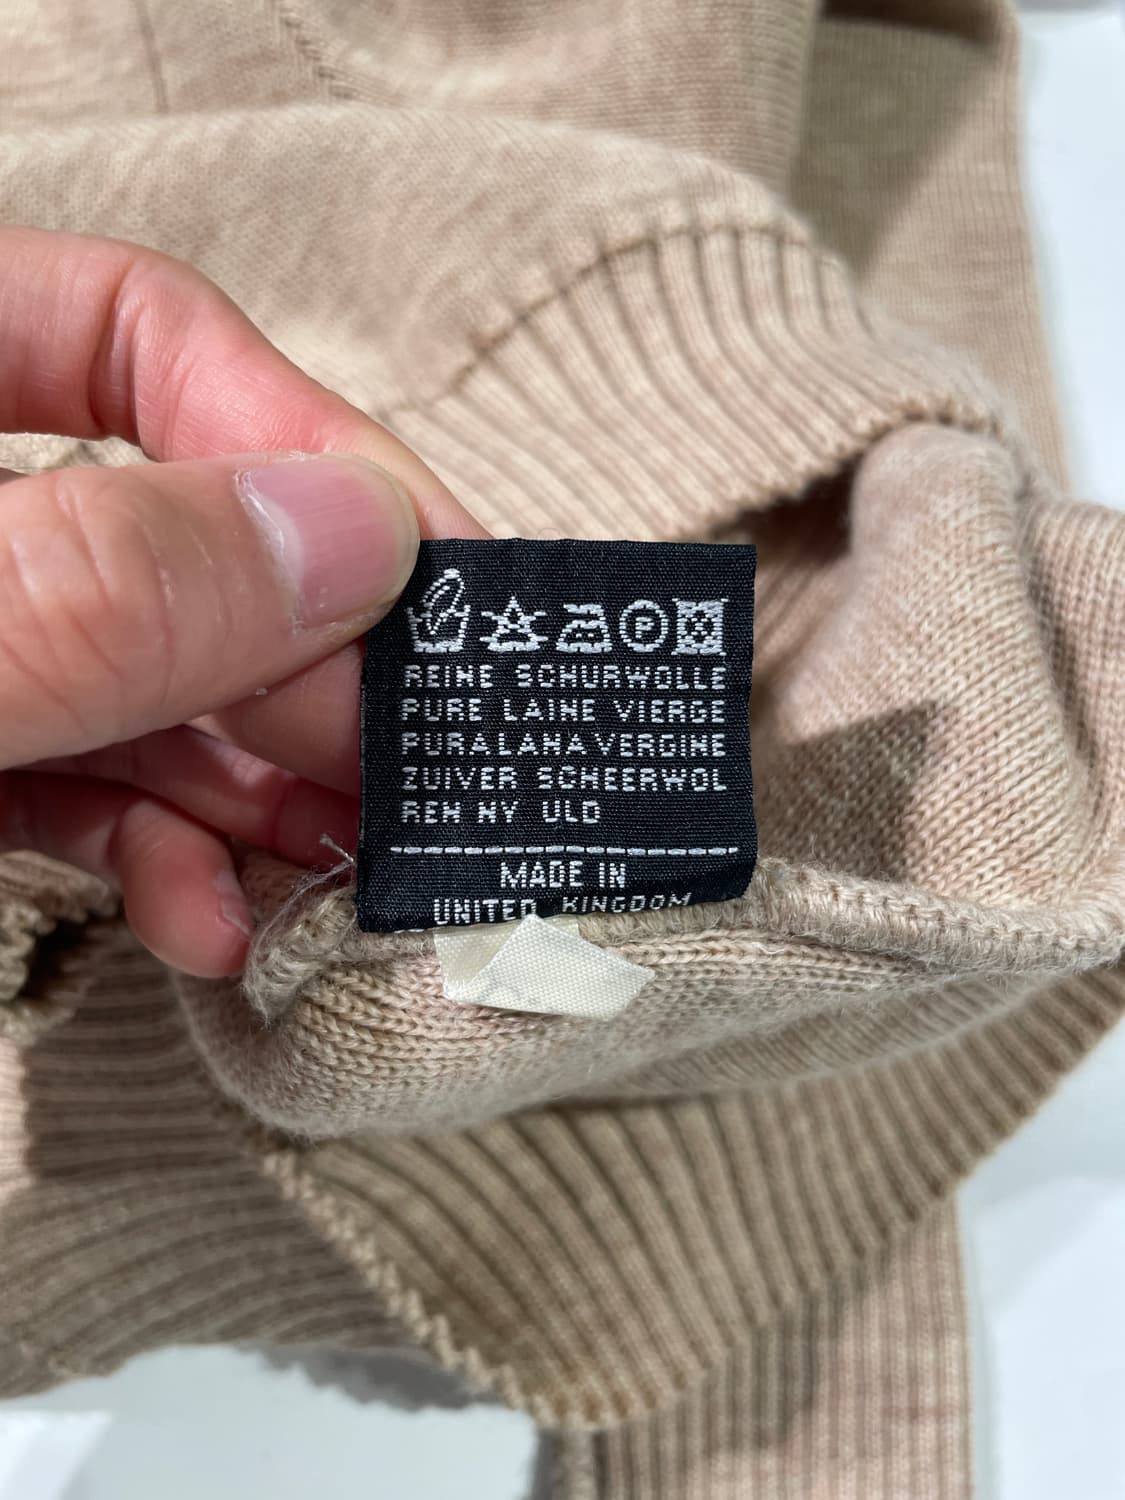 P
REINE SCHURWOLLE
PURE LAINE VIERGE
PURA LANA VERGINE
ZUIVER SCHEERWOL
REN NY ULD
MADE IN
UNITED KINGDOM